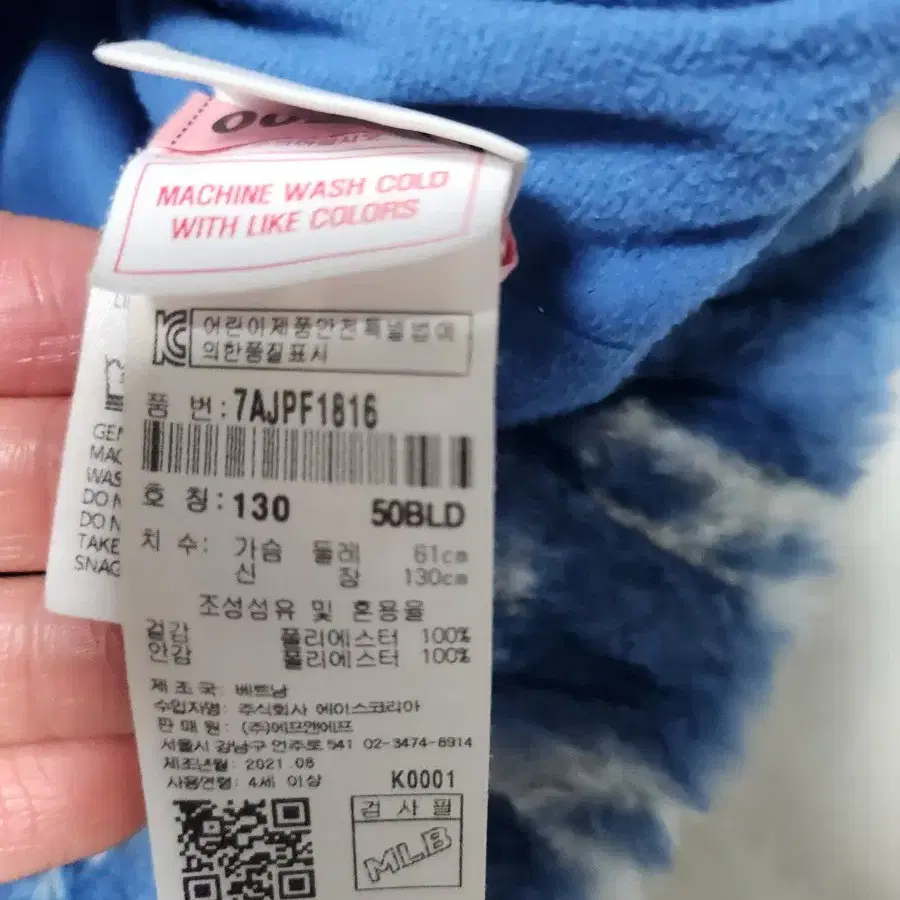 MACHINE WASH COLD
WITH LIKE COLORS
어린이제품안전특별법에
의한품질표시
품 번: 7AJPF1816
호 칭: 130 50BLD
치 수: 가슴 둘레 61cm
신 장 130cm
조성섬유 및 혼용율
겉감 폴리에스터 100%
안감 폴리에스터 100%
제 조 국: 베트남
수입자명: 주식회사 에이스코리아
판 매 원: (주)에프앤에프
서울시 강남구 언주로 541 02-3474-8914
제조년월: 2021.08
사용연령: 4세 이상
K0001
검 사 필
MLB
WAS
TAKE